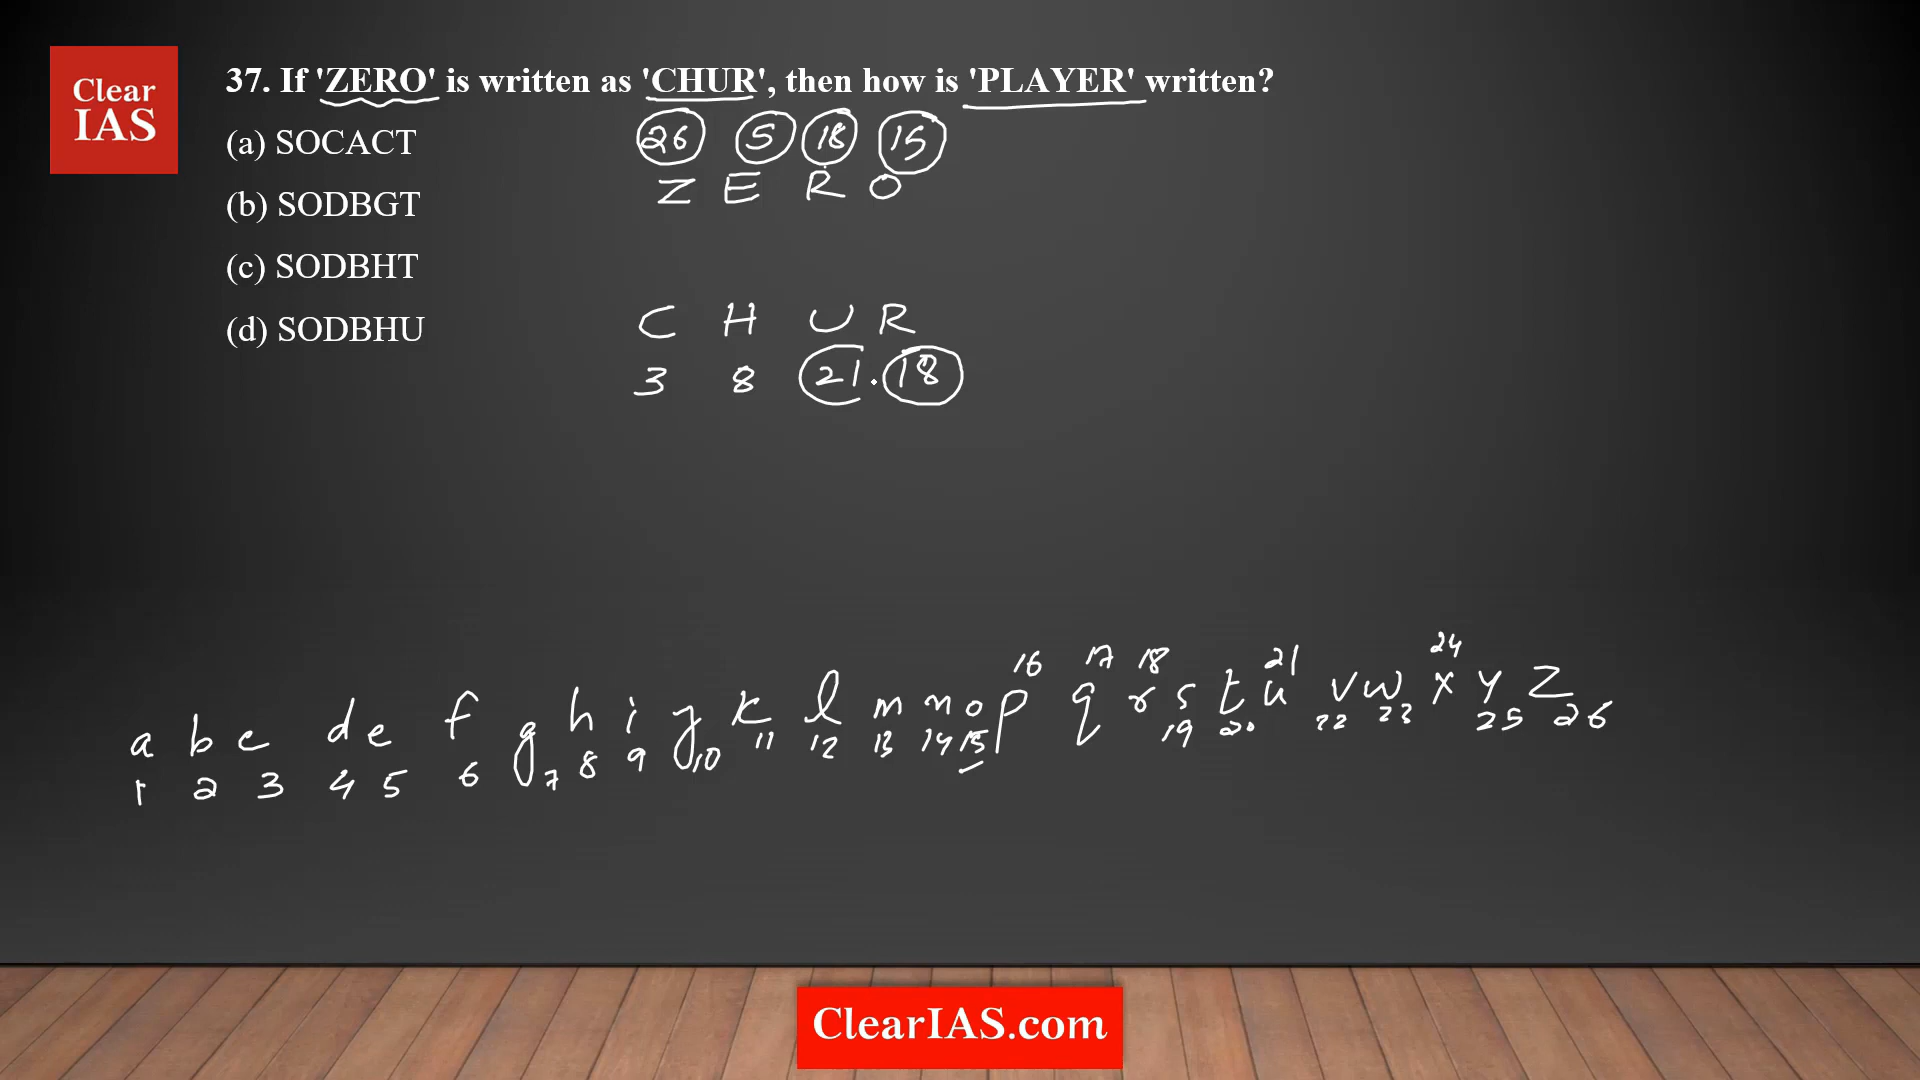 Clear
IAS
37. If 'ZERO' is written as 'CHUR', then how is 'PLAYER' written?
(a) SOCACT
(b) SODBGT
(c) SODBHT
(d) SODBHU
26 5 18 15
Z E R O
C H U R
3 8 21. 18
16 17 18 21 24
a b c d e f g h i j k l m n o p q r s t u v w x y z
1 2 3 4 5 6 7 8 9 10 11 12 13 14 15 19 20 22 23 25 26
ClearIAS.com